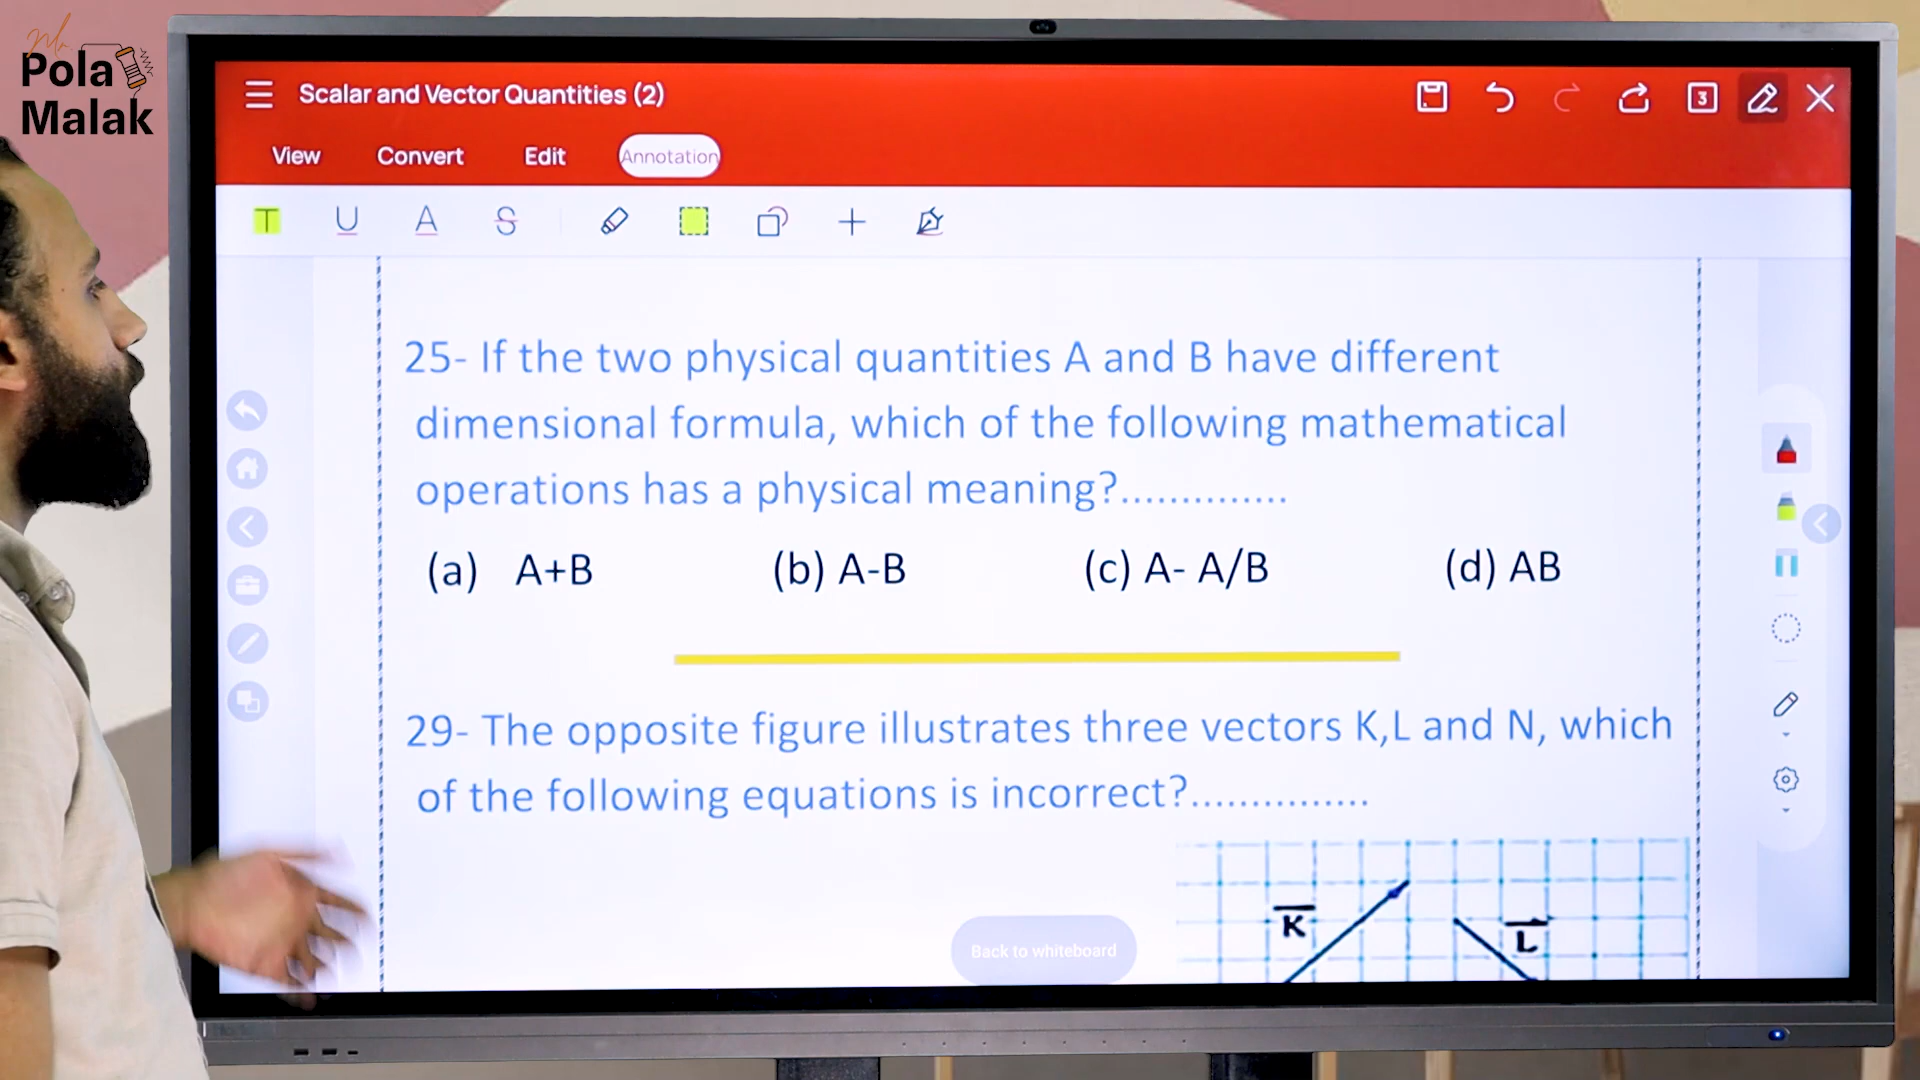 Mr.
Pola
Malak
Scalar and Vector Quantities (2)
3
View Convert Edit Annotation
T U A S
25- If the two physical quantities A and B have different
dimensional formula, which of the following mathematical
operations has a physical meaning?..............
(a) A+B (b) A-B (c) A- A/B (d) AB
29- The opposite figure illustrates three vectors K,L and N, which
of the following equations is incorrect?...............
K L
Back to whiteboard